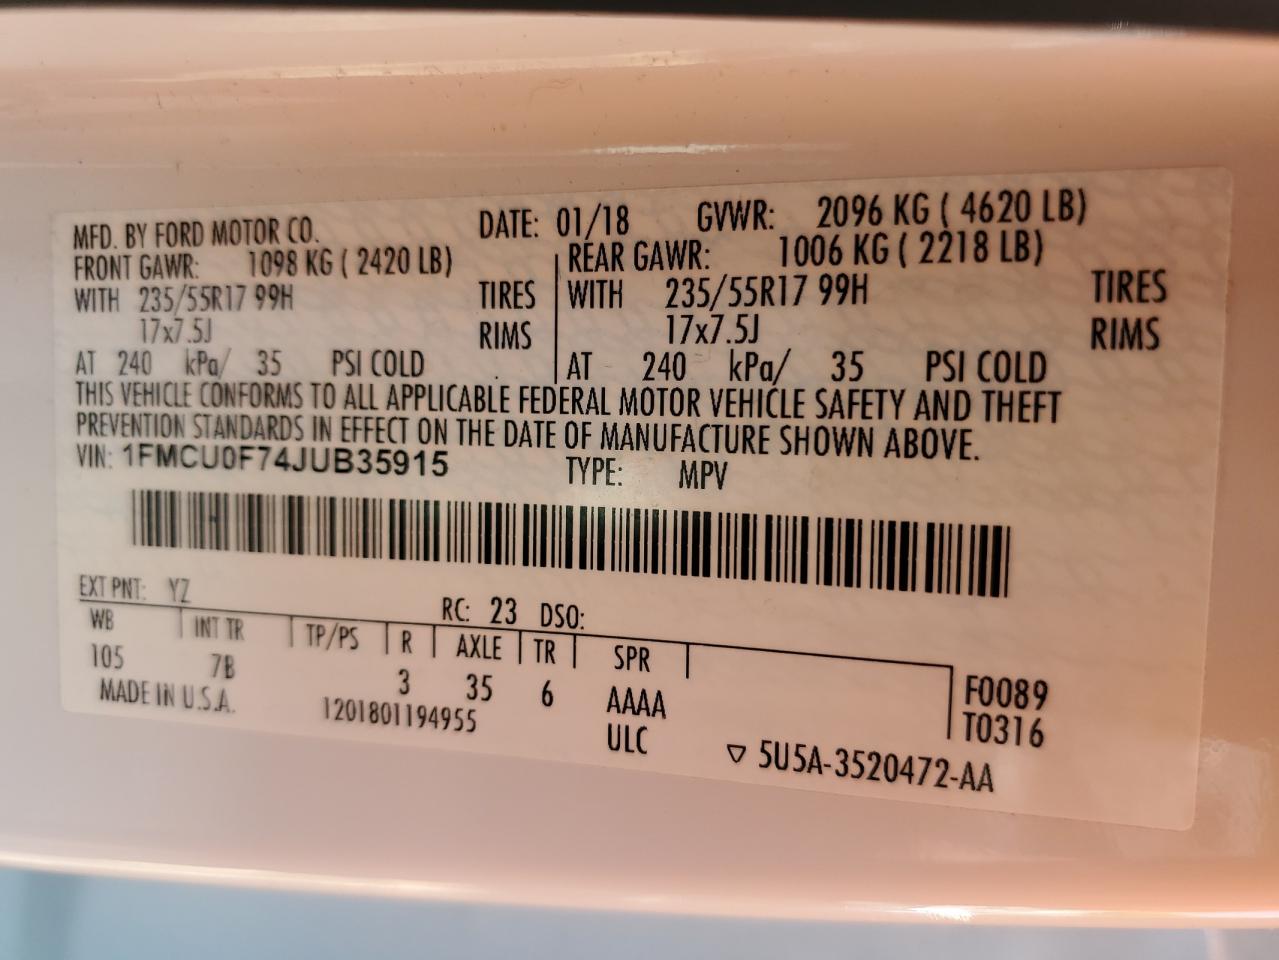 MFD. BY FORD MOTOR CO. DATE: 01/18 GVWR: 2096 KG ( 4620 LB)
FRONT GAWR: 1098 KG ( 2420 LB) REAR GAWR: 1006 KG ( 2218 LB)
WITH 235/55R17 99H TIRES WITH 235/55R17 99H TIRES
17x7.5J RIMS 17x7.5J RIMS
AT 240 kPa/ 35 PSI COLD AT 240 kPa/ 35 PSI COLD
THIS VEHICLE CONFORMS TO ALL APPLICABLE FEDERAL MOTOR VEHICLE SAFETY AND THEFT
PREVENTION STANDARDS IN EFFECT ON THE DATE OF MANUFACTURE SHOWN ABOVE.
VIN: 1FMCU0F74JUB35915 TYPE: MPV
EXT PNT: YZ RC: 23 DSO:
WB INT TR TP/PS R AXLE TR SPR
105 7B 3 35 6 AAAA F0089
MADE IN U.S.A. 1201801194955 ULC T0316
▽ 5U5A-3520472-AA